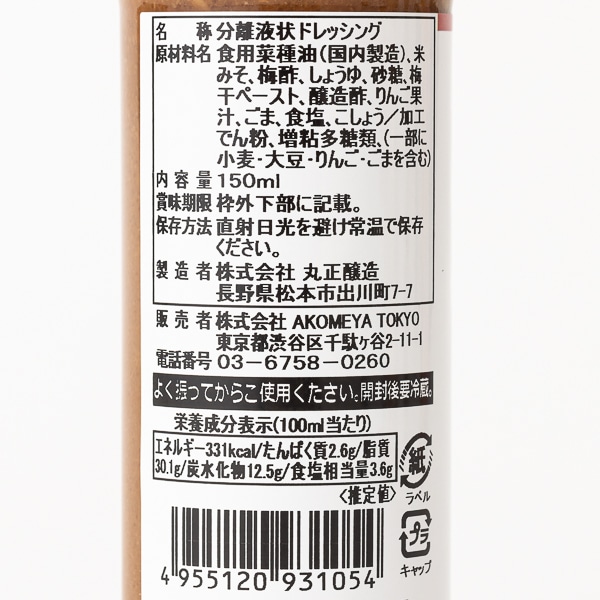 名 称 分離液状ドレッシング
原材料名 食用菜種油(国内製造)、米
みそ、梅酢、しょうゆ、砂糖、梅
干ペースト、醸造酢、りんご果
汁、ごま、食塩、こしょう/加工
でん粉、増粘多糖類、(一部に
小麦・大豆・りんご・ごまを含む)
内容量 150ml
賞味期限 枠外下部に記載。
保存方法 直射日光を避け常温で保存
ください。
製造者 株式会社 丸正醸造
長野県松本市出川町7-7
販売者 株式会社 AKOMEYA TOKYO
東京都渋谷区千駄ヶ谷2-11-1
電話番号 03-6758-0260
よく振ってからご使用ください。開封後要冷蔵。
栄養成分表示(100ml当たり)
エネルギー331kcal/たんぱく質2.6g/脂質
30.1g/炭水化物12.5g/食塩相当量3.6g
〈推定値〉
紙
ラベル
プラ
キャップ
4 955120 931054